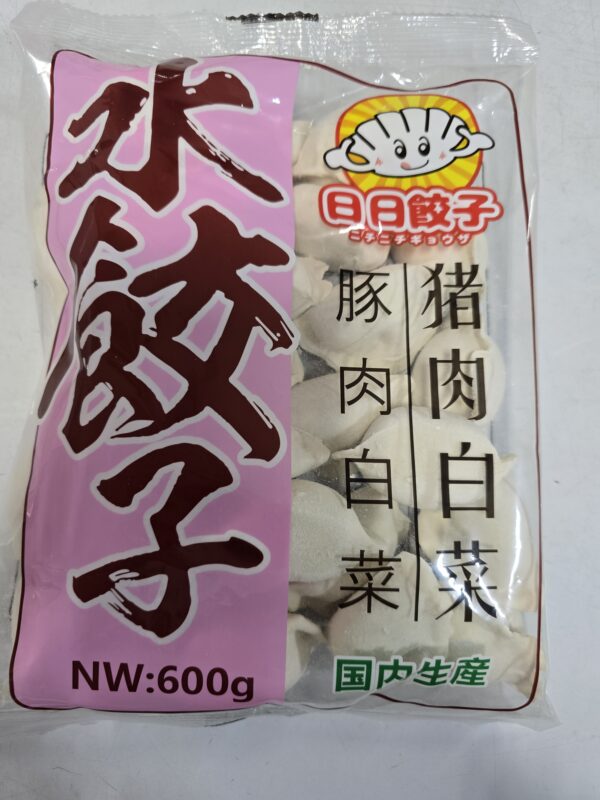 水餃子
NW:600g
日日餃子
ニチニチギョウザ
猪肉白菜
豚肉白菜
国内生産